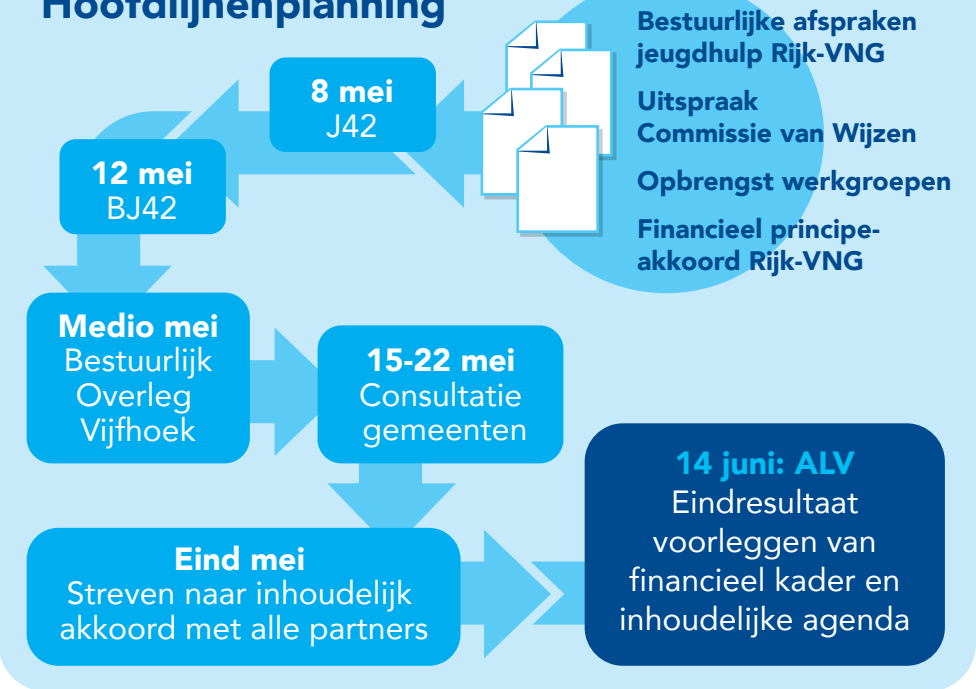 Hoofdlijnenplanning
Bestuurlijke afspraken
jeugdhulp Rijk-VNG
Uitspraak
Commissie van Wijzen
Opbrengst werkgroepen
Financieel principe-
akkoord Rijk-VNG
8 mei
J42
12 mei
BJ42
Medio mei
Bestuurlijk
Overleg
Vijfhoek
15-22 mei
Consultatie
gemeenten
Eind mei
Streven naar inhoudelijk
akkoord met alle partners
14 juni: ALV
Eindresultaat
voorleggen van
financieel kader en
inhoudelijke agenda